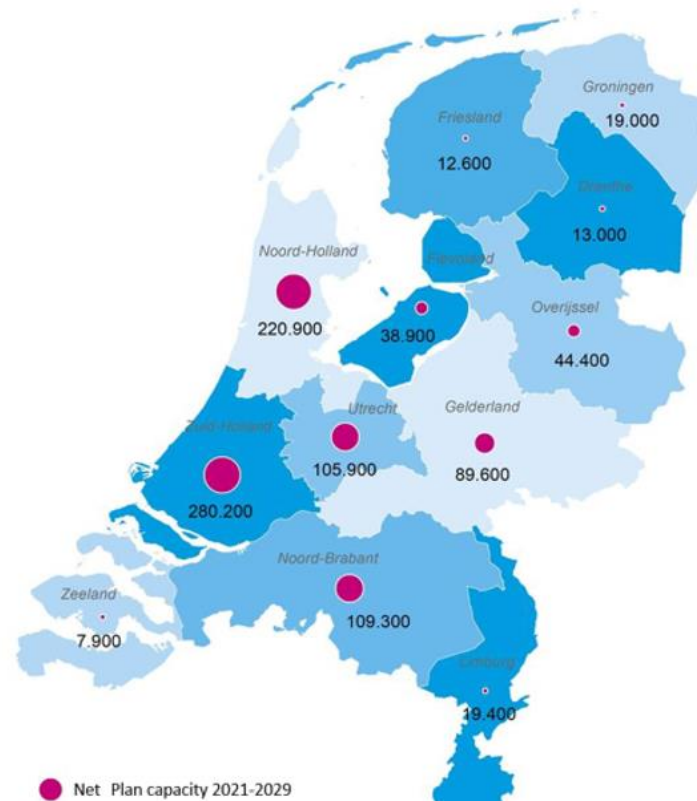 Groningen
19.000
Friesland
12.600
Drenthe
13.000
Noord-Holland
220.900
Flevoland
38.900
Overijssel
44.400
Utrecht
105.900
Gelderland
89.600
Zuid-Holland
280.200
Noord-Brabant
109.300
Zeeland
7.900
Limburg
19.400
Net Plan capacity 2021-2029